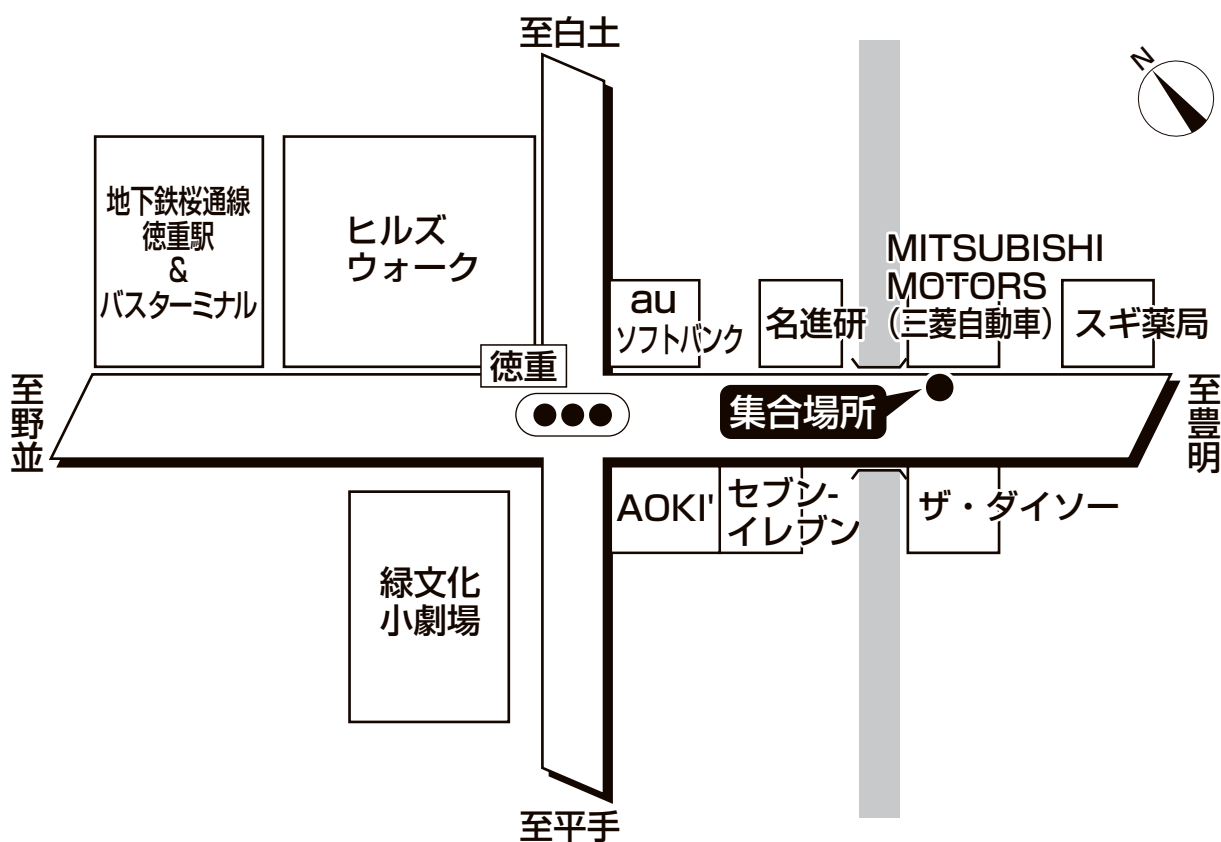 至白土
N
地下鉄桜通線
徳重駅
&
バスターミナル
ヒルズ
ウォーク
MITSUBISHI
MOTORS
（三菱自動車）
au
ソフトバンク
名進研
スギ薬局
徳重
至野並
集合場所
至豊明
AOKI'
セブン-
イレブン
ザ・ダイソー
緑文化
小劇場
至平手